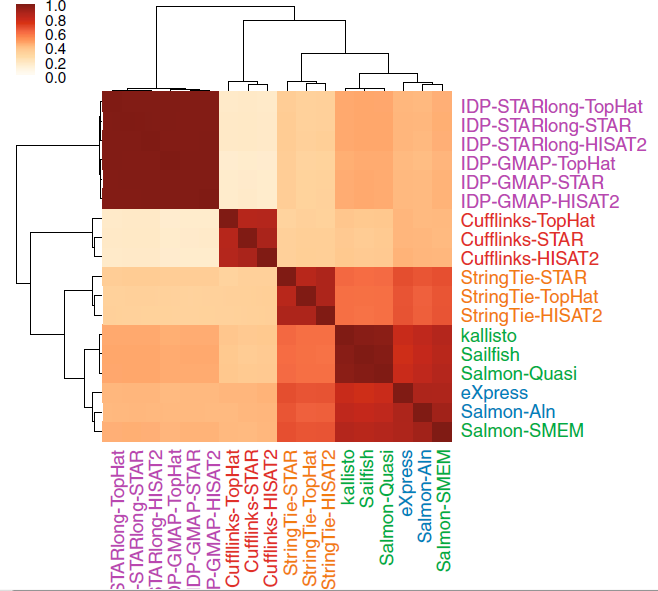 1.0
0.8
0.6
0.4
0.2
0.0
IDP-STARlong-TopHat
IDP-STARlong-STAR
IDP-STARlong-HISAT2
IDP-GMAP-TopHat
IDP-GMAP-STAR
IDP-GMAP-HISAT2
Cufflinks-TopHat
Cufflinks-STAR
Cufflinks-HISAT2
StringTie-STAR
StringTie-TopHat
StringTie-HISAT2
kallisto
Sailfish
Salmon-Quasi
eXpress
Salmon-Aln
Salmon-SMEM
STARlong-TopHat
-STARlong-STAR
STARlong-HISAT2
DP-GMAP-TopHat
IDP-GMAP-STAR
P-GMAP-HISAT2
Cufflinks-TopHat
Cufflinks-STAR
Cufflinks-HISAT2
StringTie-STAR
StringTie-TopHat
StringTie-HISAT2
kallisto
Sailfish
Salmon-Quasi
eXpress
Salmon-Aln
Salmon-SMEM